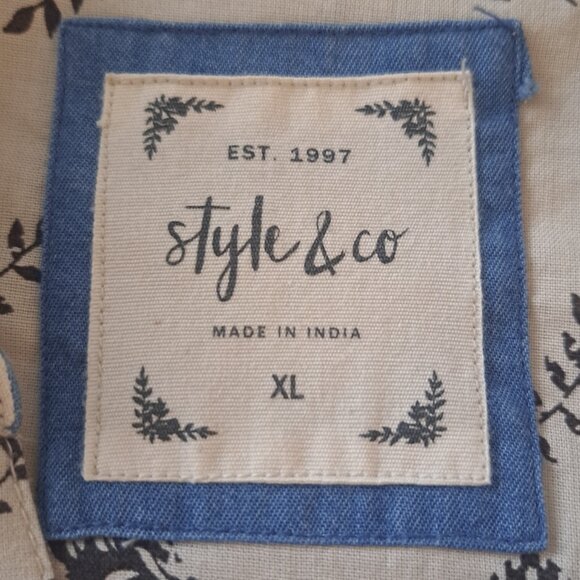 EST. 1997
style & co
MADE IN INDIA
XL